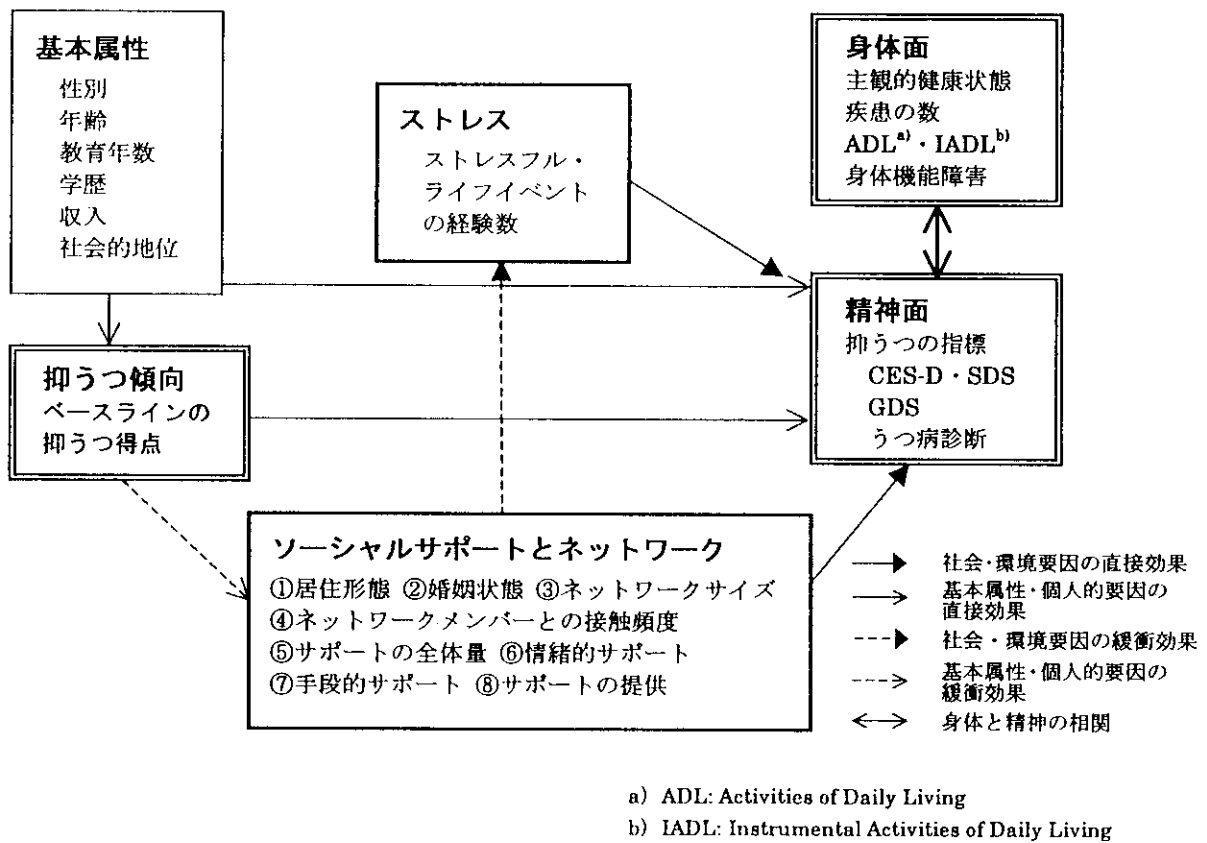 基本属性
性別
年齢
教育年数
学歴
収入
社会的地位
抑うつ傾向
ベースラインの
抑うつ得点
ストレス
ストレスフル・
ライフイベント
の経験数
身体面
主観的健康状態
疾患の数
ADLa)・IADLb)
身体機能障害
精神面
抑うつの指標
CES-D・SDS
GDS
うつ病診断
ソーシャルサポートとネットワーク
①居住形態 ②婚姻状態 ③ネットワークサイズ
④ネットワークメンバーとの接触頻度
⑤サポートの全体量 ⑥情緒的サポート
⑦手段的サポート ⑧サポートの提供
社会・環境要因の直接効果
基本属性・個人的要因の
直接効果
社会・環境要因の緩衝効果
基本属性・個人的要因の
緩衝効果
身体と精神の相関
a) ADL: Activities of Daily Living
b) IADL: Instrumental Activities of Daily Living